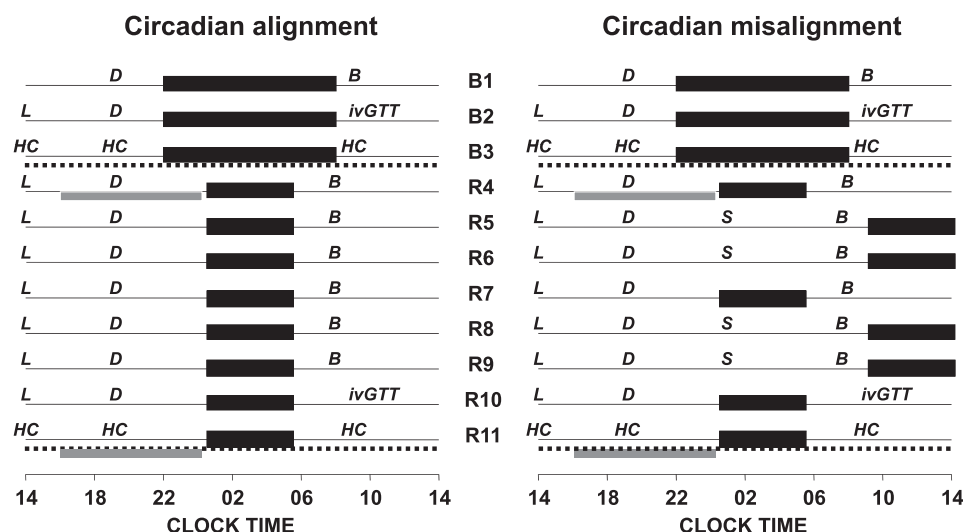 Circadian alignment Circadian misalignment
D B B1 D B
L D ivGTT B2 L D ivGTT
HC HC HC B3 HC HC HC
L D B R4 L D B
L D B R5 L D S B
L D B R6 L D S B
L D B R7 L D B
L D B R8 L D S B
L D B R9 L D S B
L D ivGTT R10 L D ivGTT
HC HC HC R11 HC HC HC
14 18 22 02 06 10 14 14 18 22 02 06 10 14
CLOCK TIME CLOCK TIME